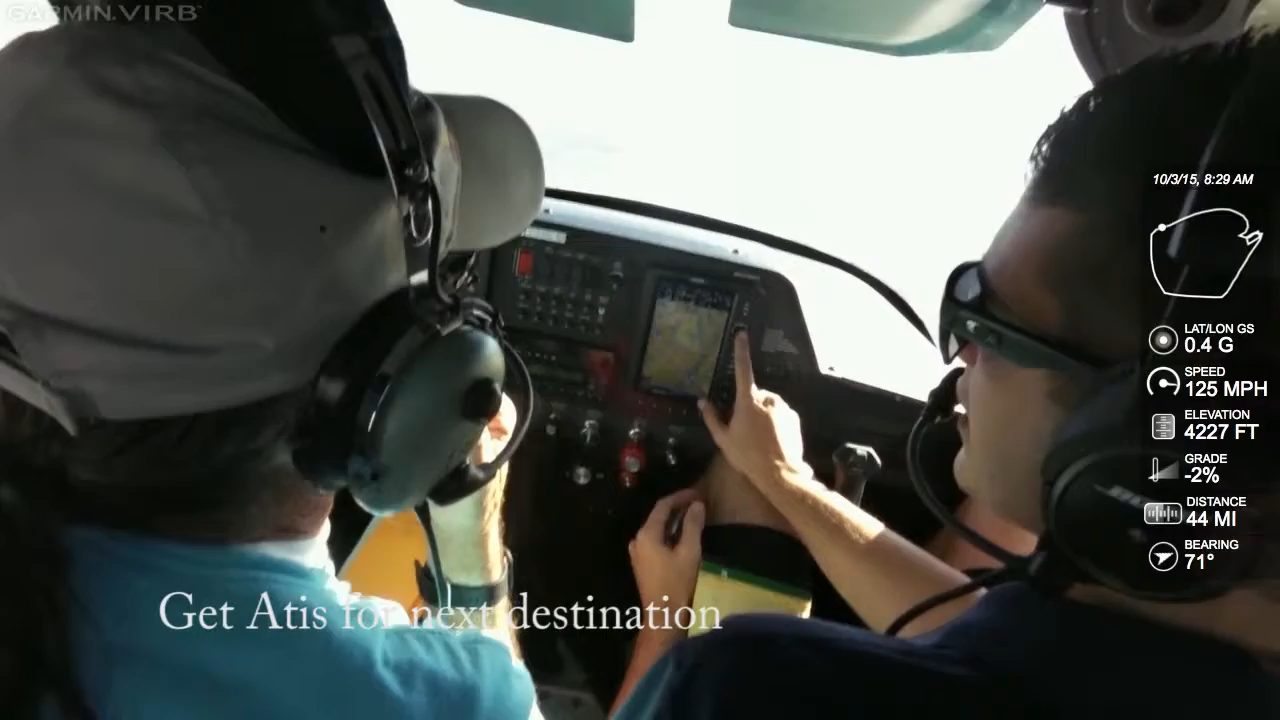 GARMIN.VIRB
10/3/15, 8:29 AM
LAT/LON GS
0.4 G
SPEED
125 MPH
ELEVATION
4227 FT
GRADE
-2%
DISTANCE
44 MI
BEARING
71°
Get Atis for next destination